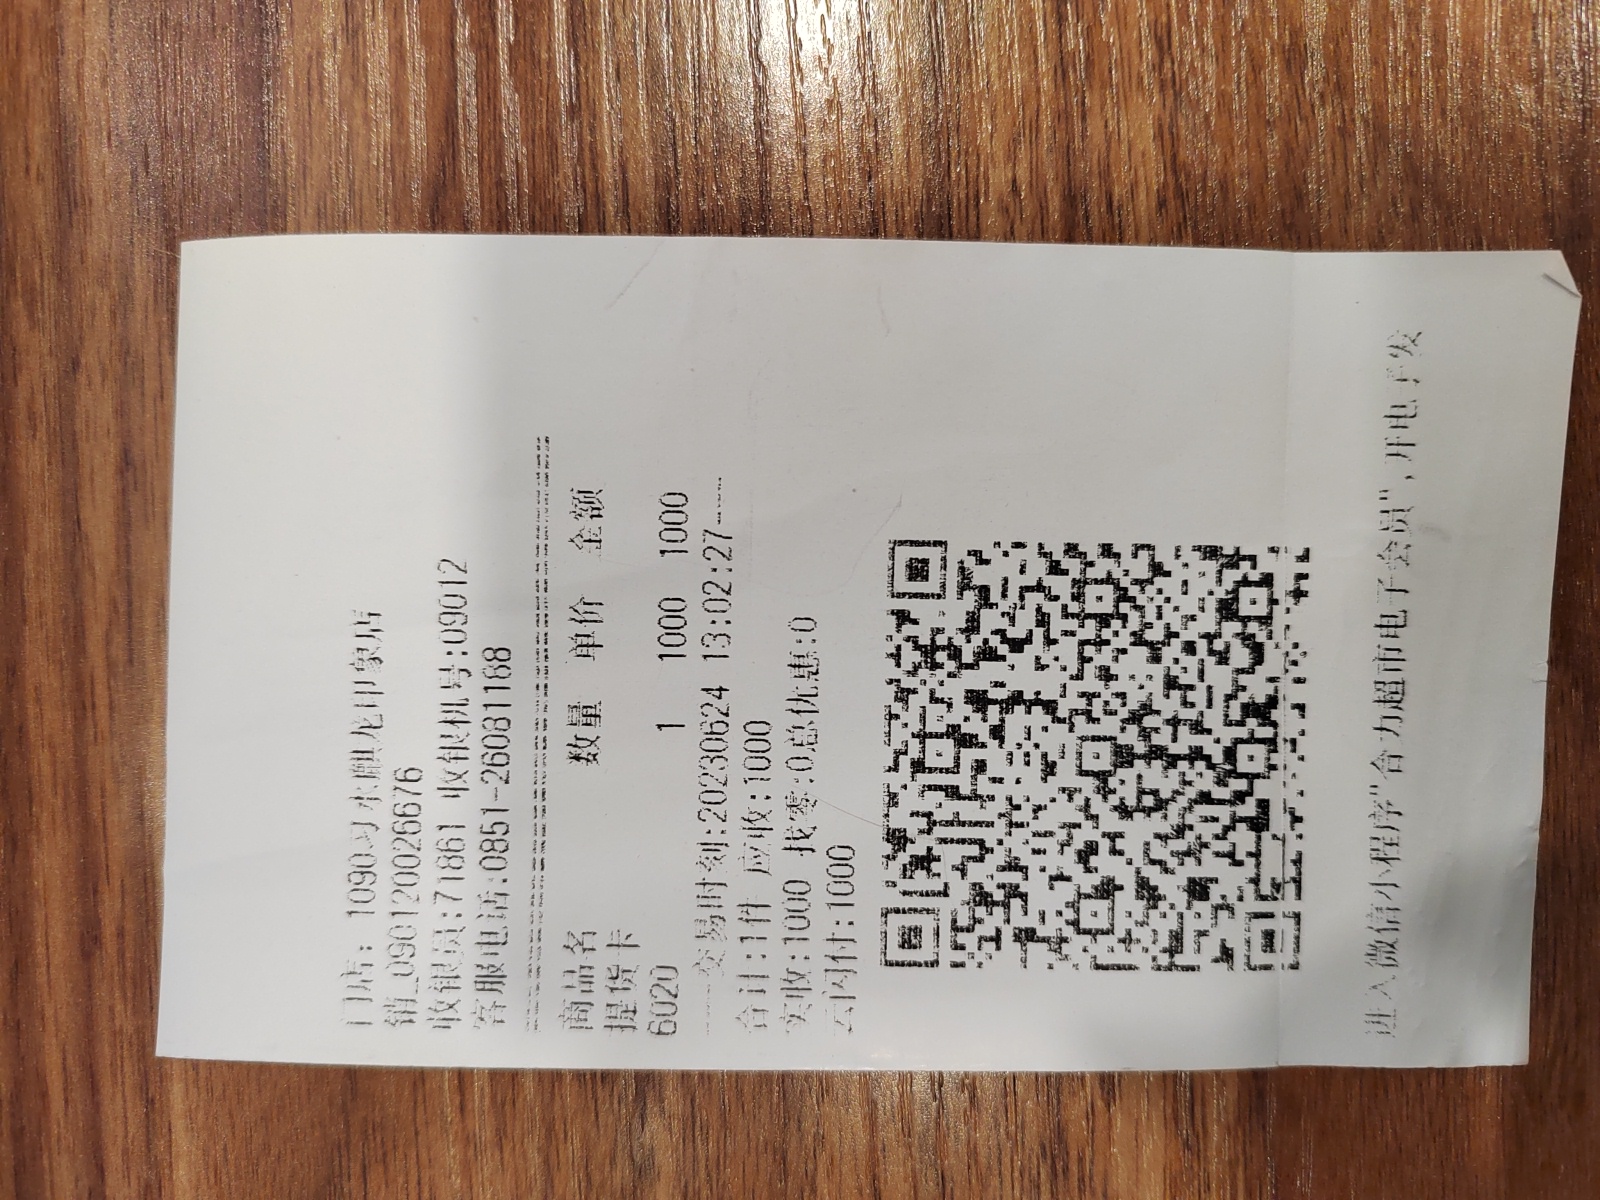 门店: 1090习水麒龙印象店
销_090120026676
收银员:71861 收银机号:09012
客服电话:0851-26081188
商品名 数量 单价 金额
提货卡
6020 1 1000 1000
----交易时刻:20230624 13:02:27----
合计:1件 应收:1000
实收:1000 找零:0总优惠:0
云闪付:1000
进入微信小程序"合力超市电子会员",开电子发